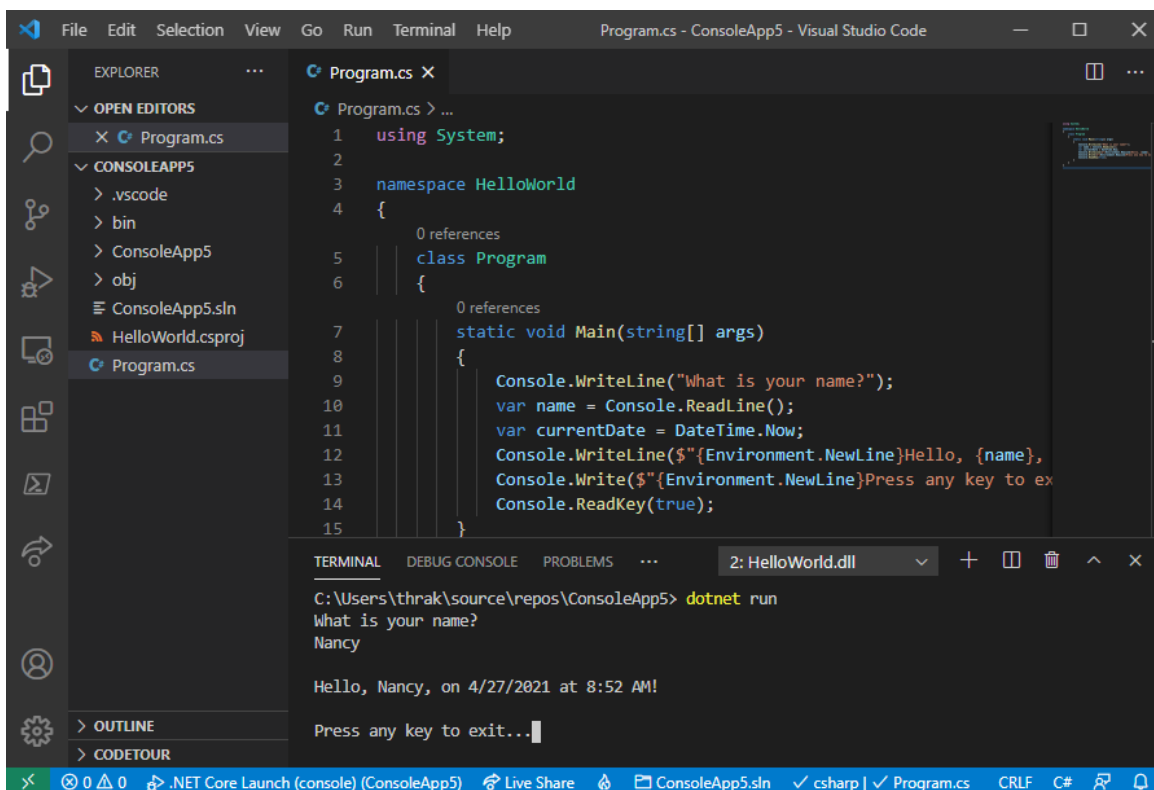 File Edit Selection View Go Run Terminal Help Program.cs - ConsoleApp5 - Visual Studio Code
EXPLORER
OPEN EDITORS
Program.cs
CONSOLEAPP5
.vscode
bin
ConsoleApp5
obj
ConsoleApp5.sln
HelloWorld.csproj
Program.cs
OUTLINE
CODETOUR
Program.cs
Program.cs > ...
1 using System;
2
3 namespace HelloWorld
4 {
0 references
5 class Program
6 {
0 references
7 static void Main(string[] args)
8 {
9 Console.WriteLine("What is your name?");
10 var name = Console.ReadLine();
11 var currentDate = DateTime.Now;
12 Console.WriteLine($"{Environment.NewLine}Hello, {name},
13 Console.Write($"{Environment.NewLine}Press any key to ex
14 Console.ReadKey(true);
15 }
TERMINAL DEBUG CONSOLE PROBLEMS ... 2: HelloWorld.dll
C:\Users\thrak\source\repos\ConsoleApp5> dotnet run
What is your name?
Nancy
Hello, Nancy, on 4/27/2021 at 8:52 AM!
Press any key to exit...
0 0 .NET Core Launch (console) (ConsoleApp5) Live Share ConsoleApp5.sln ✓ csharp | ✓ Program.cs CRLF C#